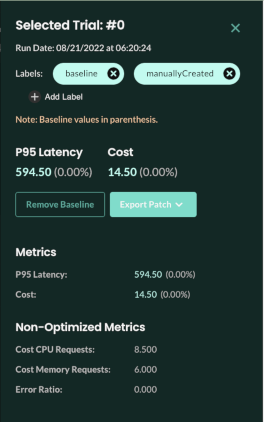 Selected Trial: #0
Run Date: 08/21/2022 at 06:20:24
Labels: baseline manuallyCreated
+ Add Label
Note: Baseline values in parenthesis.
P95 Latency Cost
594.50 (0.00%) 14.50 (0.00%)
Remove Baseline Export Patch
Metrics
P95 Latency: 594.50 (0.00%)
Cost: 14.50 (0.00%)
Non-Optimized Metrics
Cost CPU Requests: 8.500
Cost Memory Requests: 6.000
Error Ratio: 0.000